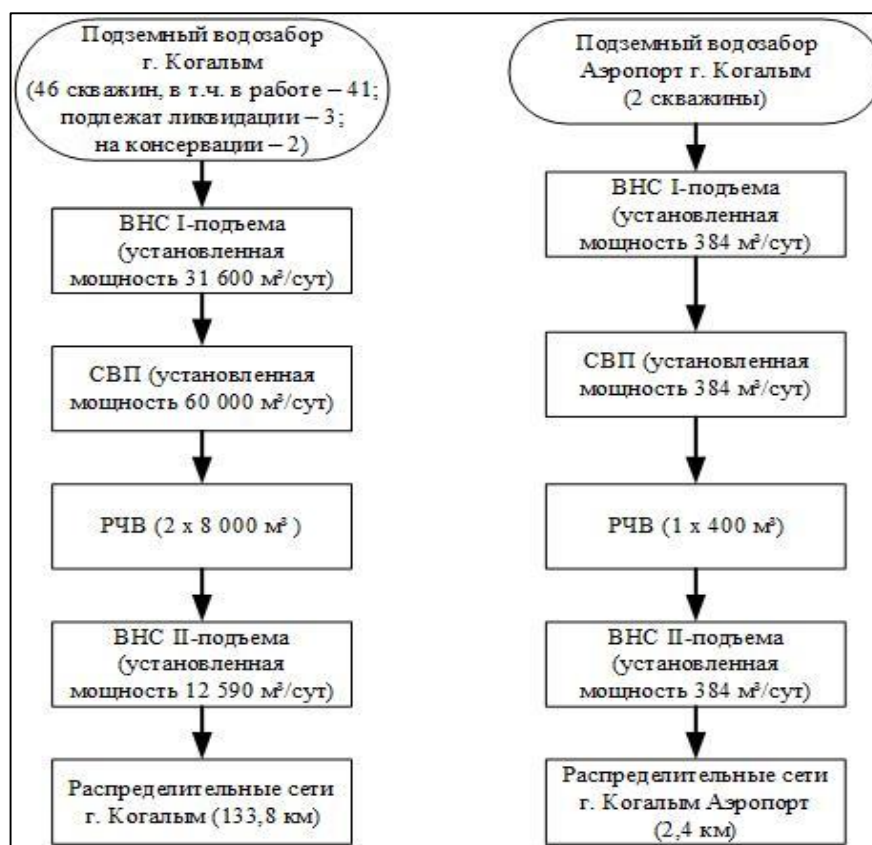 Подземный водозабор
г. Когалым
(46 скважин, в т.ч. в работе – 41;
подлежат ликвидации – 3;
на консервации – 2)
ВНС I-подъема
(установленная
мощность 31 600 м³/сут)
СВП (установленная
мощность 60 000 м³/сут)
РЧВ (2 х 8 000 м³ )
ВНС II-подъема
(установленная
мощность 12 590 м³/сут)
Распределительные сети
г. Когалым (133,8 км)
Подземный водозабор
Аэропорт г. Когалым
(2 скважины)
ВНС I-подъема
(установленная
мощность 384 м³/сут)
СВП (установленная
мощность 384 м³/сут)
РЧВ (1 х 400 м³)
ВНС II-подъема
(установленная
мощность 384 м³/сут)
Распределительные сети
г. Когалым Аэропорт
(2,4 км)